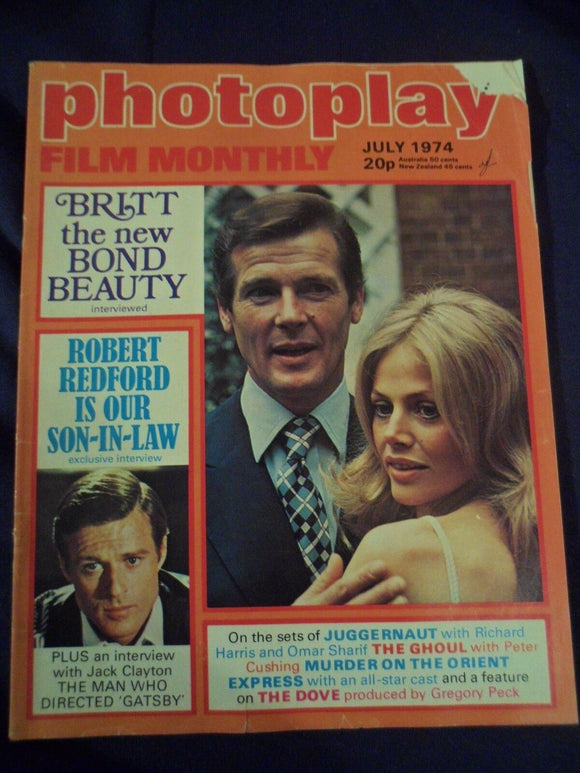 photoplay
FILM MONTHLY
JULY 1974
20p
Australia 50 cents
New Zealand 45 cents
BRITT
the new
BOND
BEAUTY
interviewed
ROBERT
REDFORD
IS OUR
SON-IN-LAW
exclusive interview
PLUS an interview
with Jack Clayton
THE MAN WHO
DIRECTED 'GATSBY'
On the sets of JUGGERNAUT with Richard
Harris and Omar Sharif THE GHOUL with Peter
Cushing MURDER ON THE ORIENT
EXPRESS with an all-star cast and a feature
on THE DOVE produced by Gregory Peck